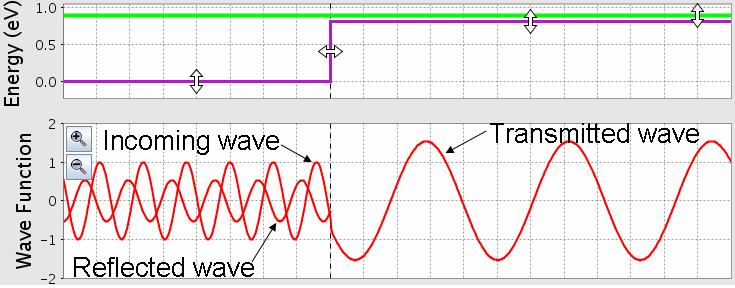 Energy (eV)
1.0
0.5
0.0
Wave Function
2
1
0
-1
-2
Incoming wave
Transmitted wave
Reflected wave